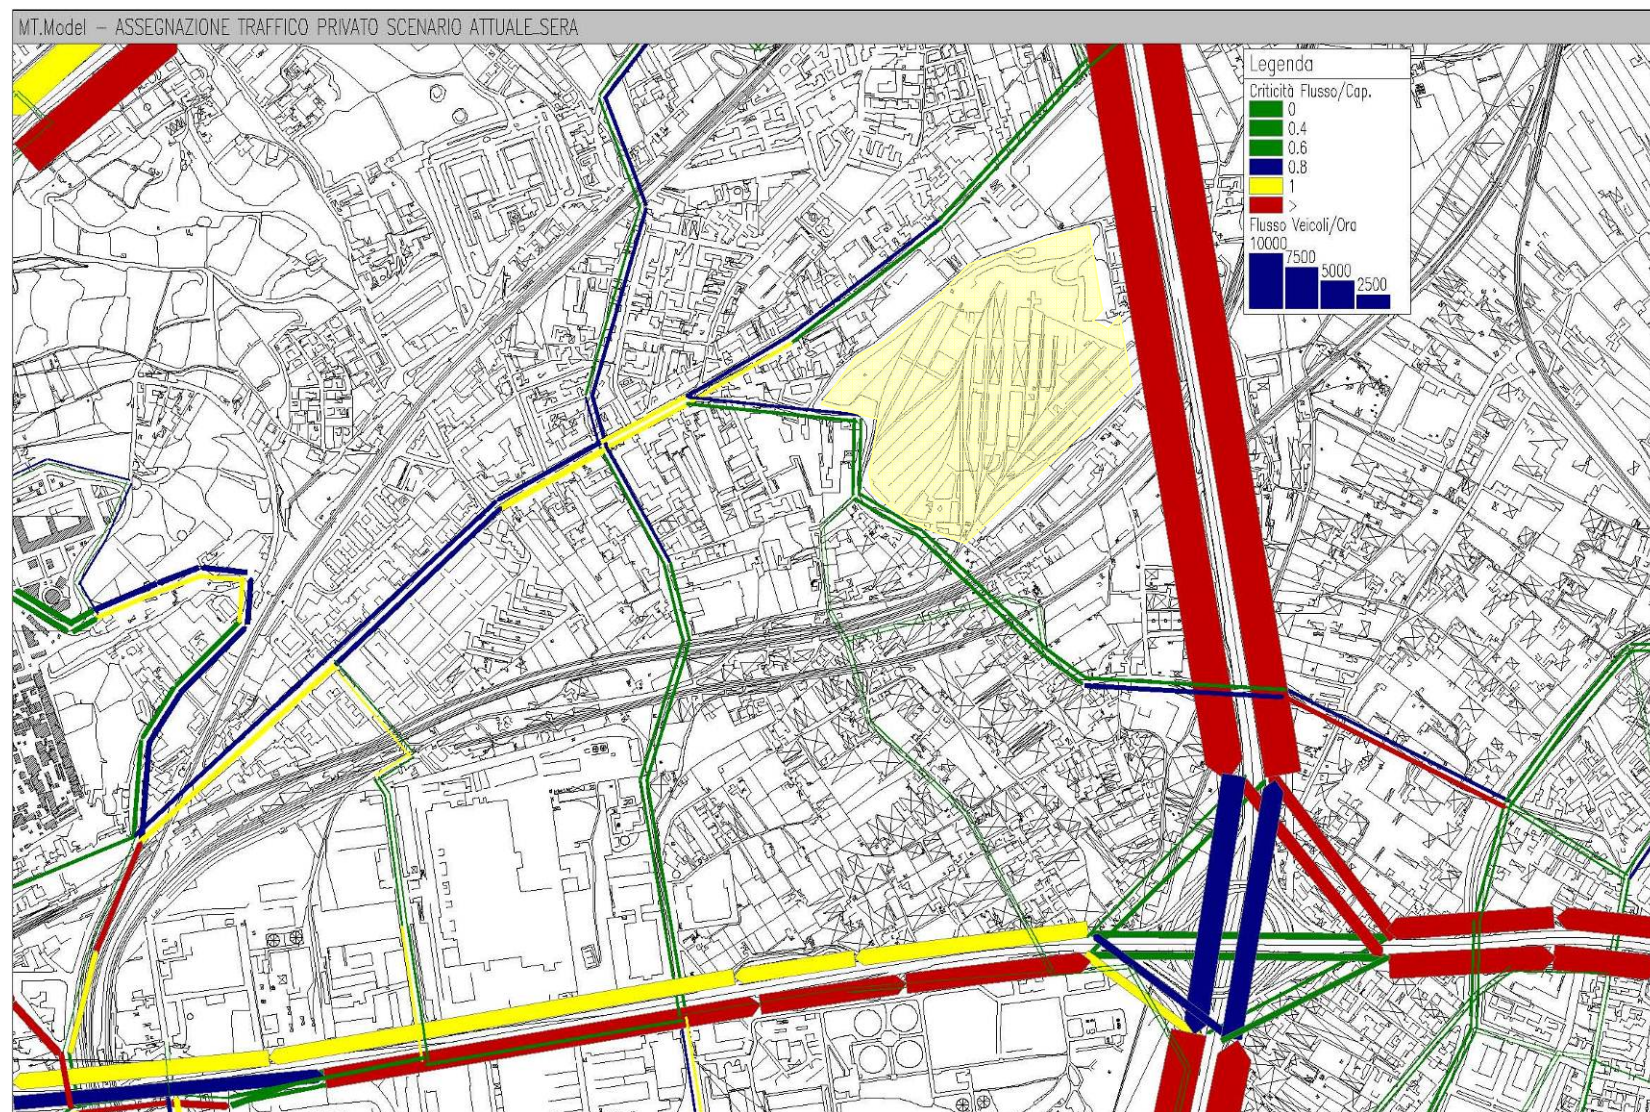 MT.Model - ASSEGNAZIONE TRAFFICO PRIVATO SCENARIO ATTUALE_SERA
Legenda
Criticità Flusso/Cap.
0
0.4
0.6
0.8
1
>
Flusso Veicoli/Ora
10000
7500
5000
2500